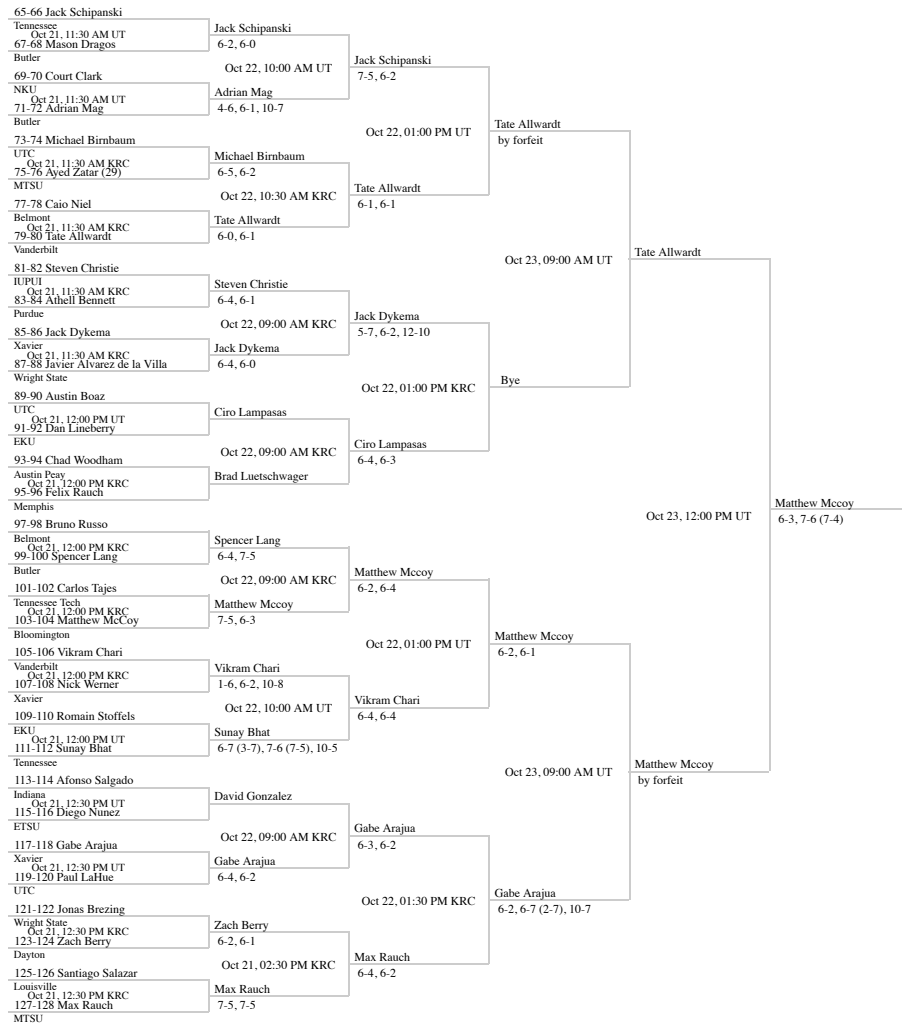 65-66 Jack Schipanski
Tennessee
Oct 21, 11:30 AM UT
67-68 Mason Dragos
Butler
69-70 Court Clark
NKU
Oct 21, 11:30 AM UT
71-72 Adrian Mag
Butler
73-74 Michael Birnbaum
UTC
Oct 21, 11:30 AM KRC
75-76 Ayed Zatar (29)
MTSU
77-78 Caio Niel
Belmont
Oct 21, 11:30 AM KRC
79-80 Tate Allwardt
Vanderbilt
81-82 Steven Christie
IUPUI
Oct 21, 11:30 AM KRC
83-84 Athell Bennett
Purdue
85-86 Jack Dykema
Xavier
Oct 21, 11:30 AM KRC
87-88 Javier Alvarez de la Villa
Wright State
89-90 Austin Boaz
UTC
Oct 21, 12:00 PM UT
91-92 Dan Lineberry
EKU
93-94 Chad Woodham
Austin Peay
Oct 21, 12:00 PM KRC
95-96 Felix Rauch
Memphis
97-98 Bruno Russo
Belmont
Oct 21, 12:00 PM KRC
99-100 Spencer Lang
Butler
101-102 Carlos Tajes
Tennessee Tech
Oct 21, 12:00 PM KRC
103-104 Matthew McCoy
Bloomington
105-106 Vikram Chari
Vanderbilt
Oct 21, 12:00 PM KRC
107-108 Nick Werner
Xavier
109-110 Romain Stoffels
EKU
Oct 21, 12:00 PM UT
111-112 Sunay Bhat
Tennessee
113-114 Afonso Salgado
Indiana
Oct 21, 12:30 PM UT
115-116 Diego Nunez
ETSU
117-118 Gabe Arajua
Xavier
Oct 21, 12:30 PM UT
119-120 Paul LaHue
UTC
121-122 Jonas Brezing
Wright State
Oct 21, 12:30 PM KRC
123-124 Zach Berry
Dayton
125-126 Santiago Salazar
Louisville
Oct 21, 12:30 PM KRC
127-128 Max Rauch
MTSU
Jack Schipanski
6-2, 6-0
Oct 22, 10:00 AM UT
Adrian Mag
4-6, 6-1, 10-7
Michael Birnbaum
6-5, 6-2
Oct 22, 10:30 AM KRC
Tate Allwardt
6-0, 6-1
Steven Christie
6-4, 6-1
Oct 22, 09:00 AM KRC
Jack Dykema
6-4, 6-0
Ciro Lampasas
Oct 22, 09:00 AM KRC
Brad Luetschwager
Spencer Lang
6-4, 7-5
Oct 22, 09:00 AM KRC
Matthew Mccoy
7-5, 6-3
Vikram Chari
1-6, 6-2, 10-8
Oct 22, 10:00 AM UT
Sunay Bhat
6-7 (3-7), 7-6 (7-5), 10-5
David Gonzalez
Oct 22, 09:00 AM KRC
Gabe Arajua
6-4, 6-2
Zach Berry
6-2, 6-1
Oct 21, 02:30 PM KRC
Max Rauch
7-5, 7-5
Jack Schipanski
7-5, 6-2
Oct 22, 01:00 PM UT
Tate Allwardt
6-1, 6-1
Jack Dykema
5-7, 6-2, 12-10
Oct 22, 01:00 PM KRC
Ciro Lampasas
6-4, 6-3
Matthew Mccoy
6-2, 6-4
Oct 22, 01:00 PM UT
Vikram Chari
6-4, 6-4
Gabe Arajua
6-3, 6-2
Oct 22, 01:30 PM KRC
Max Rauch
6-4, 6-2
Tate Allwardt
by forfeit
Oct 23, 09:00 AM UT
Bye
Matthew Mccoy
6-2, 6-1
Oct 23, 09:00 AM UT
Gabe Arajua
6-2, 6-7 (2-7), 10-7
Tate Allwardt
Oct 23, 12:00 PM UT
Matthew Mccoy
by forfeit
Matthew Mccoy
6-3, 7-6 (7-4)